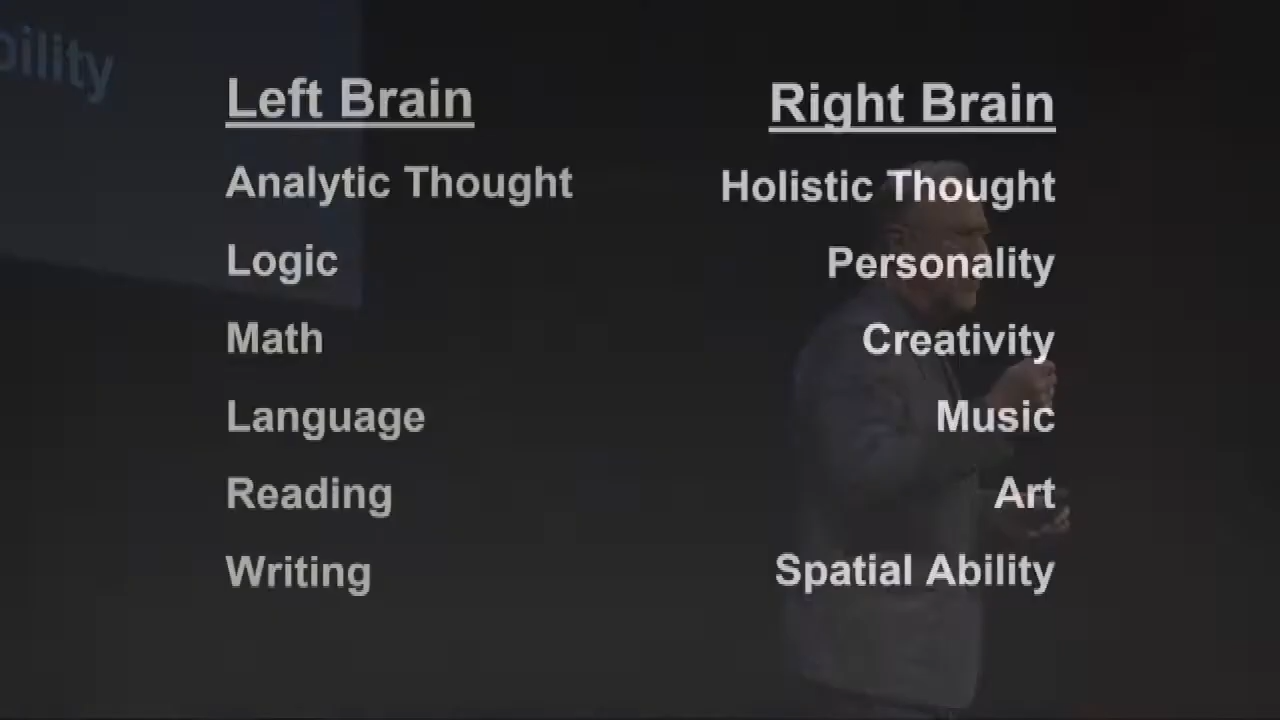 bility
Left Brain
Analytic Thought
Logic
Math
Language
Reading
Writing
Right Brain
Holistic Thought
Personality
Creativity
Music
Art
Spatial Ability